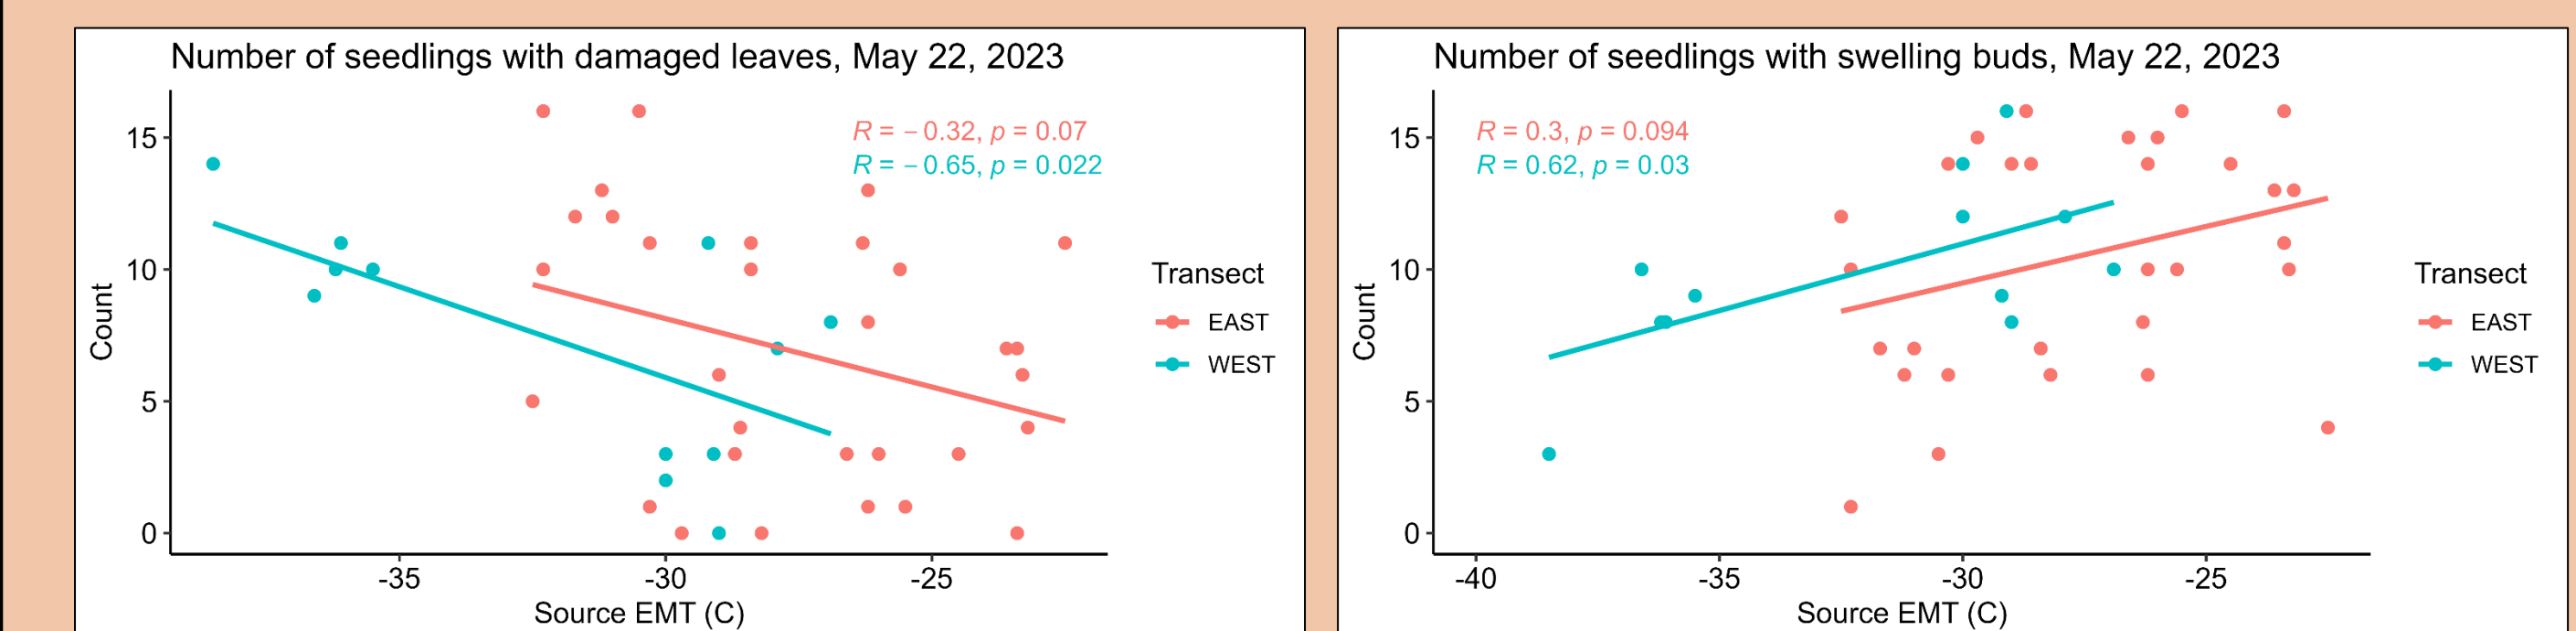 Number of seedlings with damaged leaves, May 22, 2023
R = – 0.32, p = 0.07
R = – 0.65, p = 0.022
15
10
5
0
Count
-35
-30
-25
Source EMT (C)
Transect
EAST
WEST
Number of seedlings with swelling buds, May 22, 2023
R = 0.3, p = 0.094
R = 0.62, p = 0.03
15
10
5
0
Count
-40
-35
-30
-25
Source EMT (C)
Transect
EAST
WEST